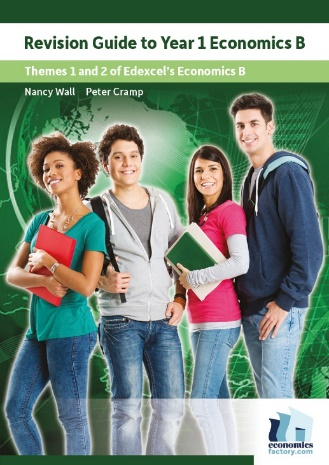 Revision Guide to Year 1 Economics B
Themes 1 and 2 of Edexcel's Economics B
Nancy Wall Peter Cramp
economics
factory.com